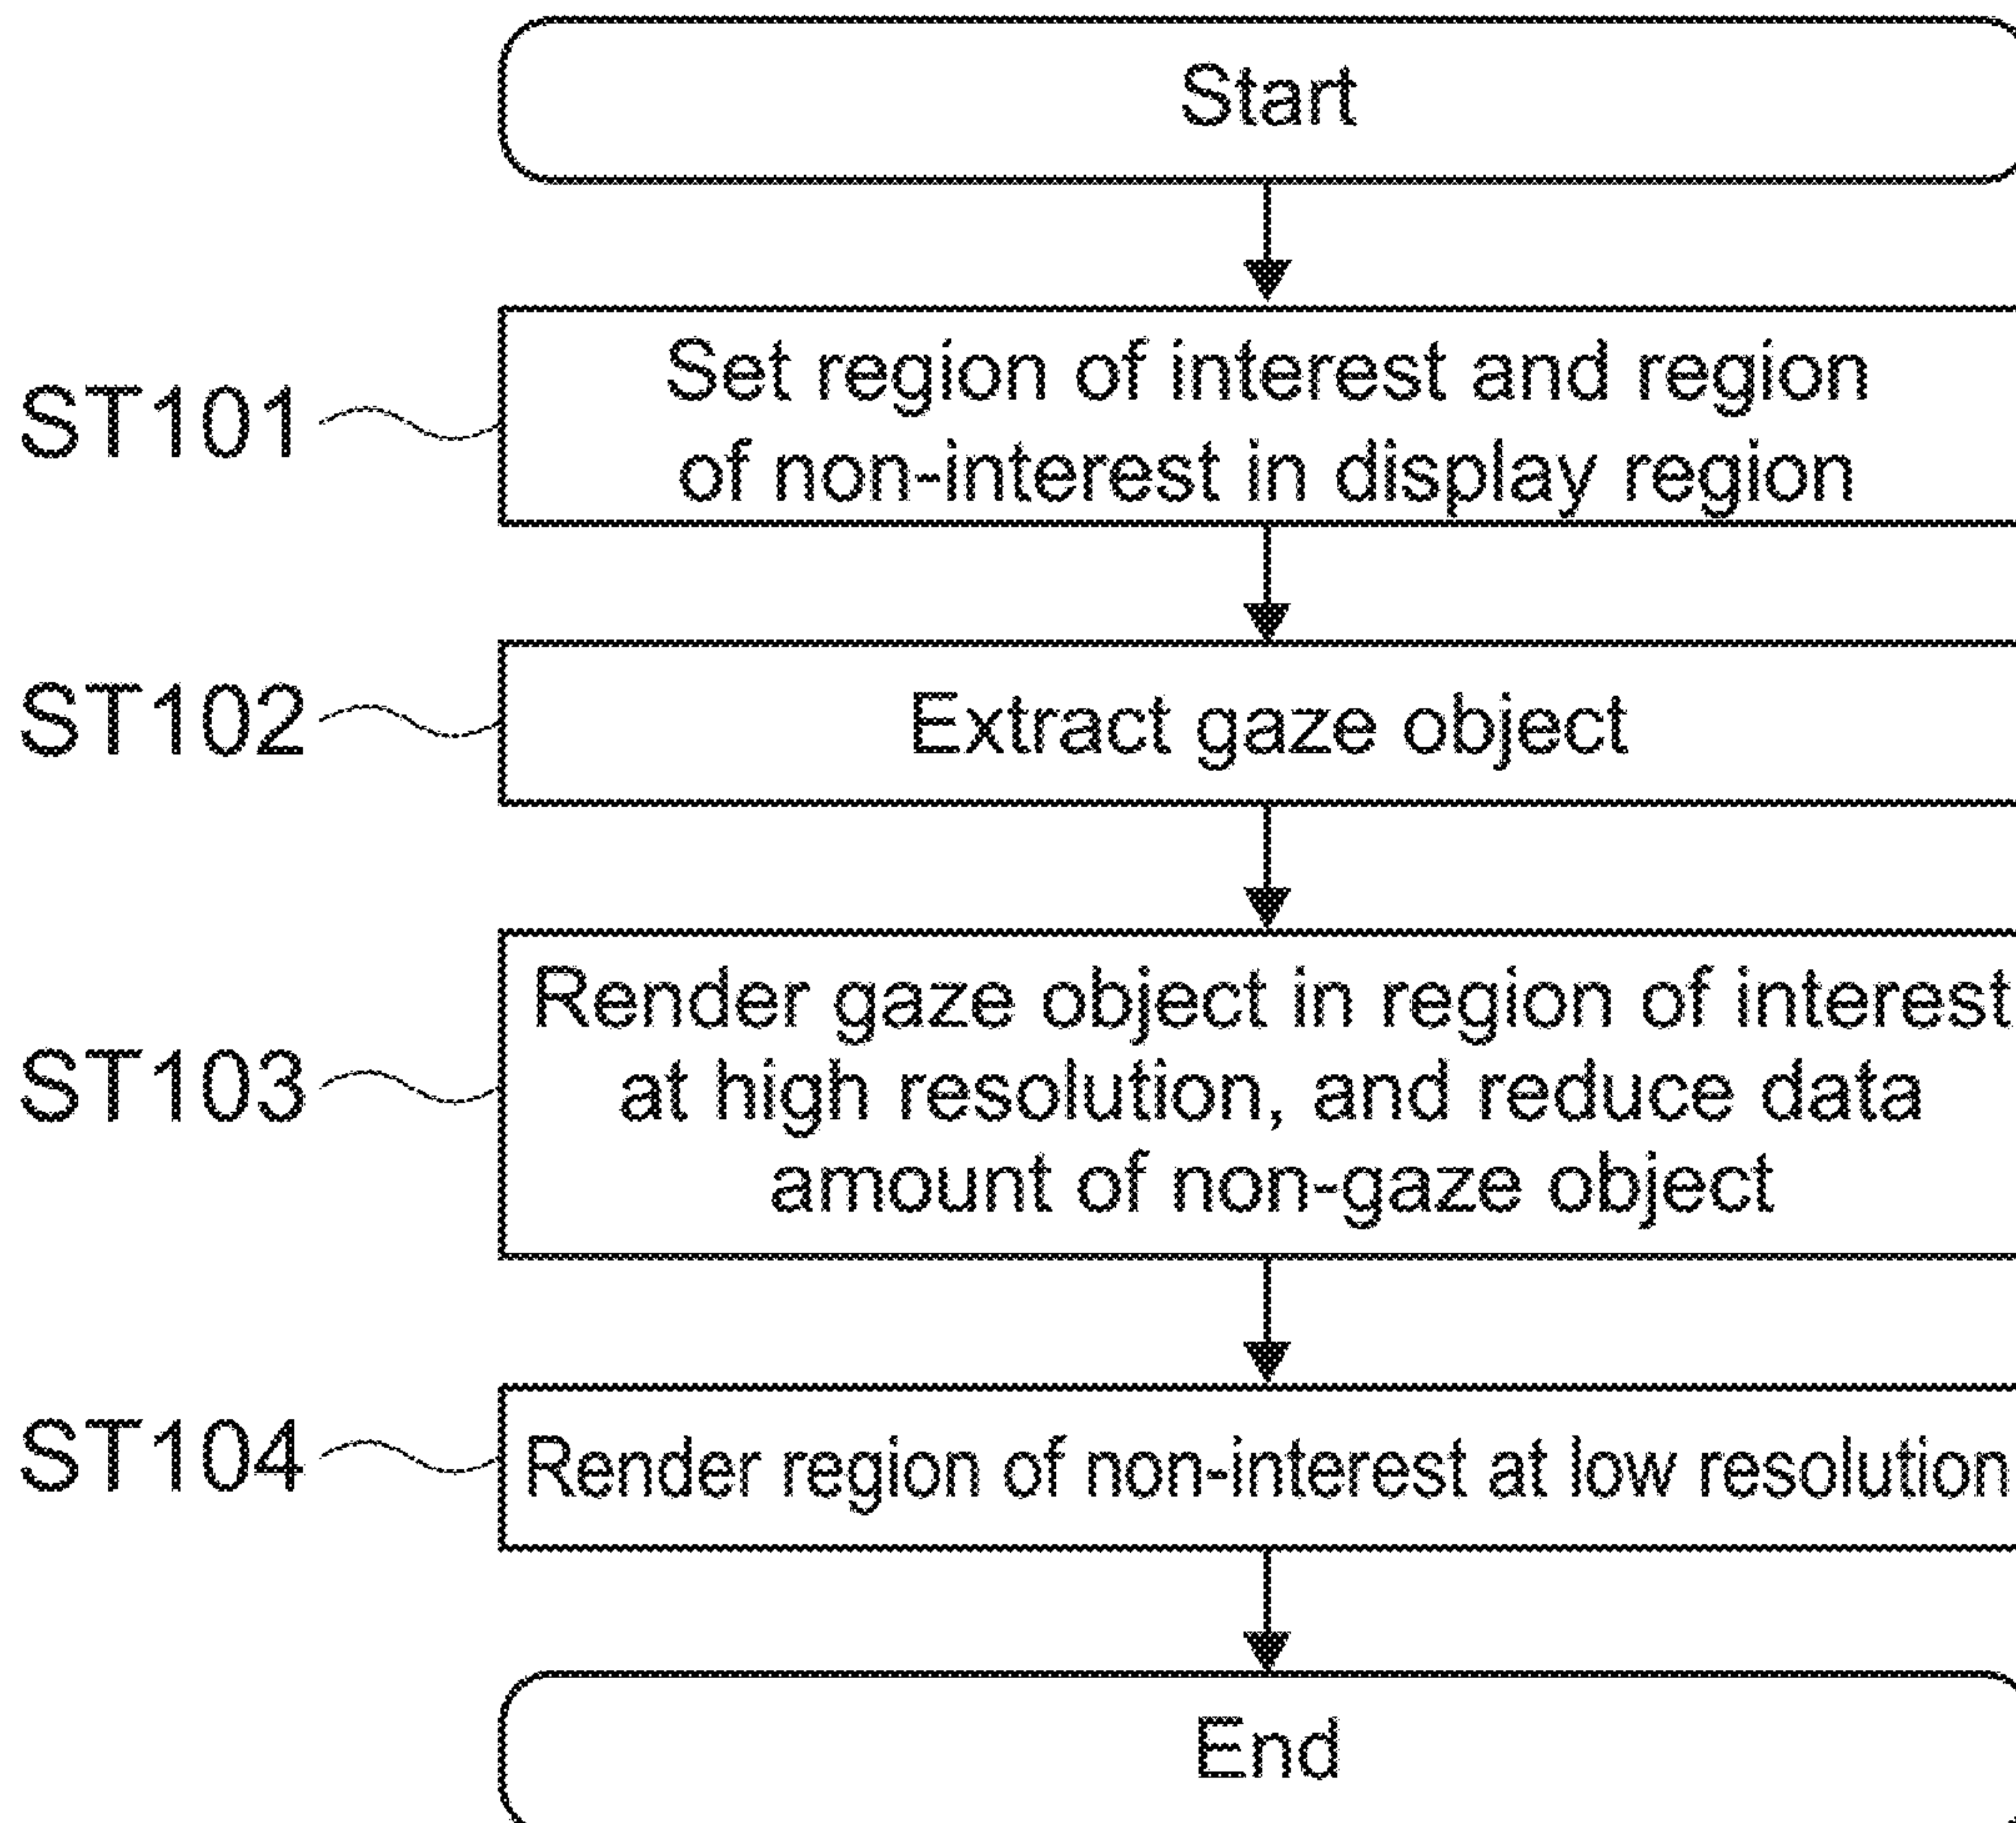 Start
ST101
Set region of interest and region
of non-interest in display region
ST102
Extract gaze object
ST103
Render gaze object in region of interest
at high resolution, and reduce data
amount of non-gaze object
ST104
Render region of non-interest at low resolution
End